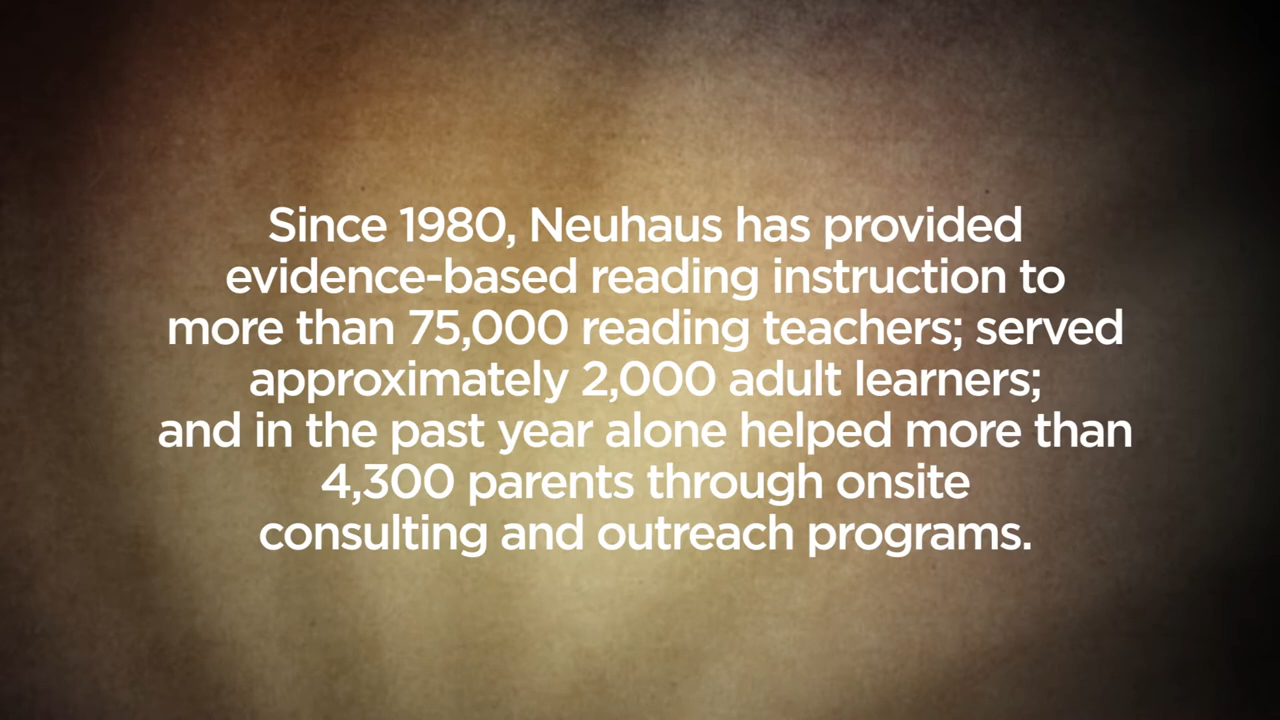 Since 1980, Neuhaus has provided
evidence-based reading instruction to
more than 75,000 reading teachers; served
approximately 2,000 adult learners;
and in the past year alone helped more than
4,300 parents through onsite
consulting and outreach programs.